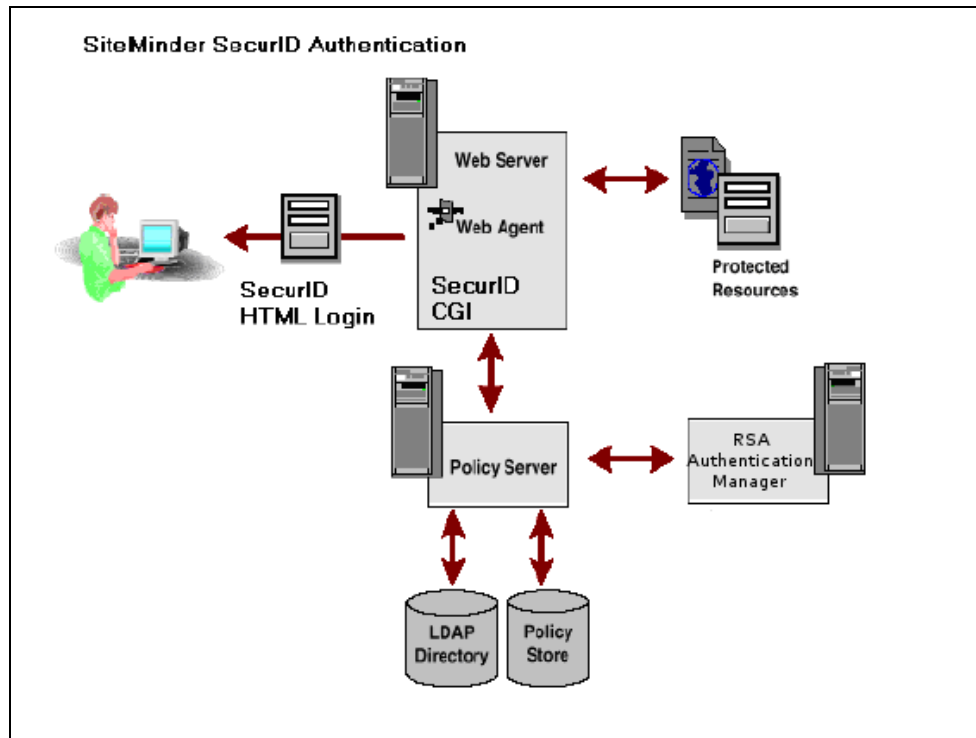 SiteMinder SecurID Authentication
Web Server
Web Agent
SecurID
CGI
SecurID
HTML Login
Protected
Resources
Policy Server
RSA
Authentication
Manager
LDAP
Directory
Policy
Store